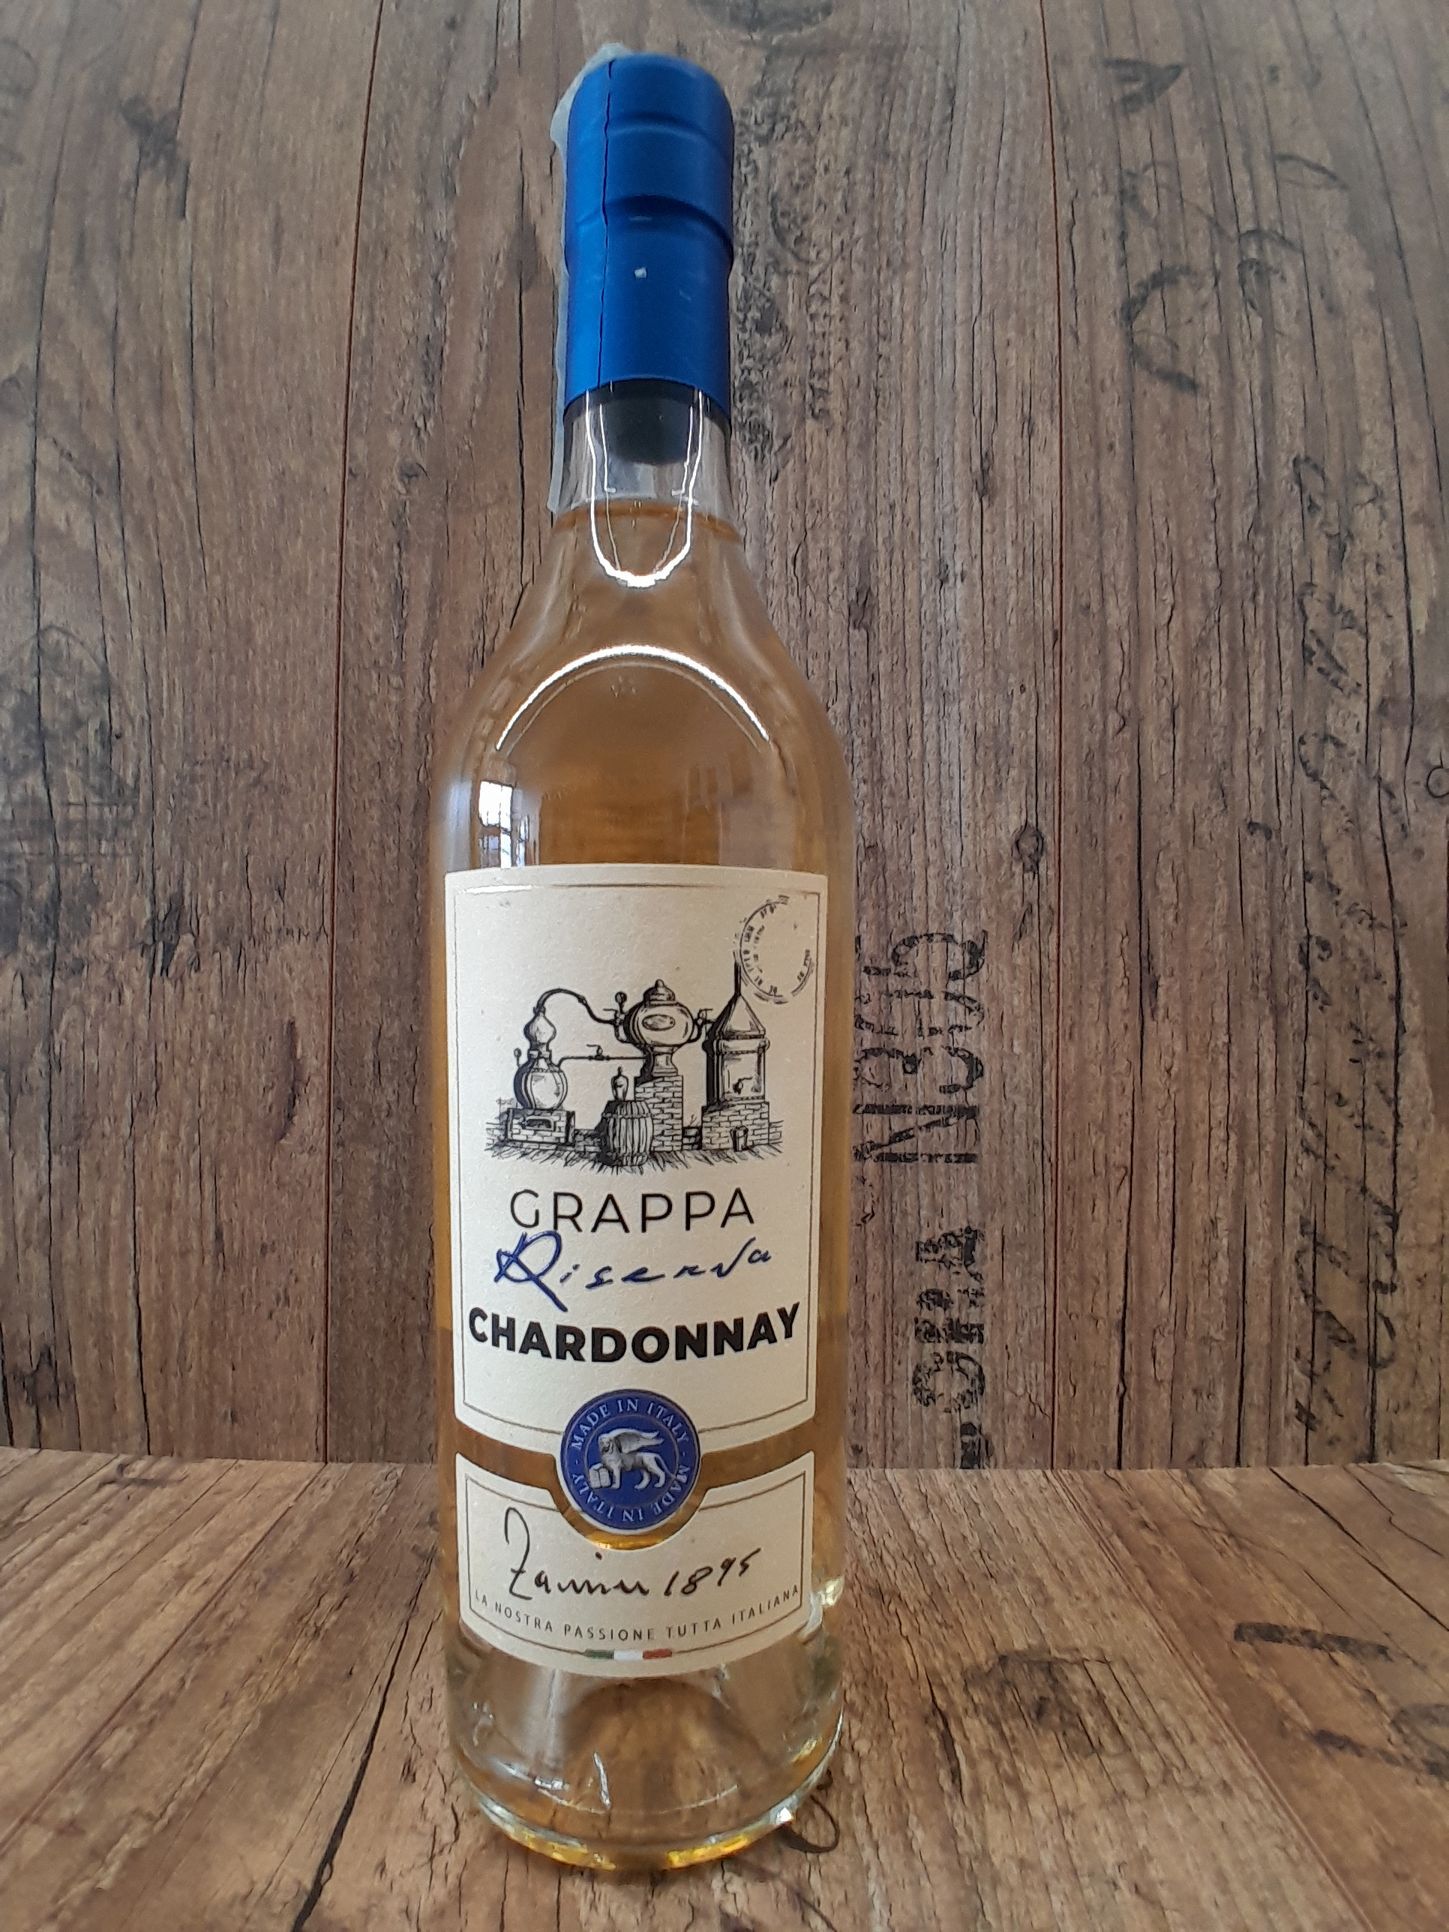 GRAPPA
Riserva
CHARDONNAY
MADE IN ITALY · MADE IN ITALY ·
Zanin 1895
LA NOSTRA PASSIONE TUTTA ITALIANA